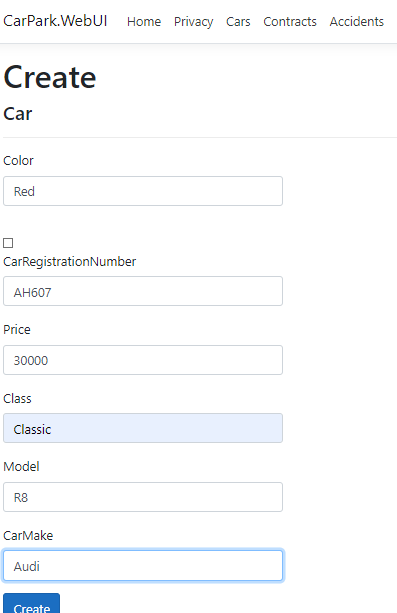 CarPark.WebUI Home Privacy Cars Contracts Accidents
Create
Car
Color
Red
CarRegistrationNumber
AH607
Price
30000
Class
Classic
Model
R8
CarMake
Audi
Create